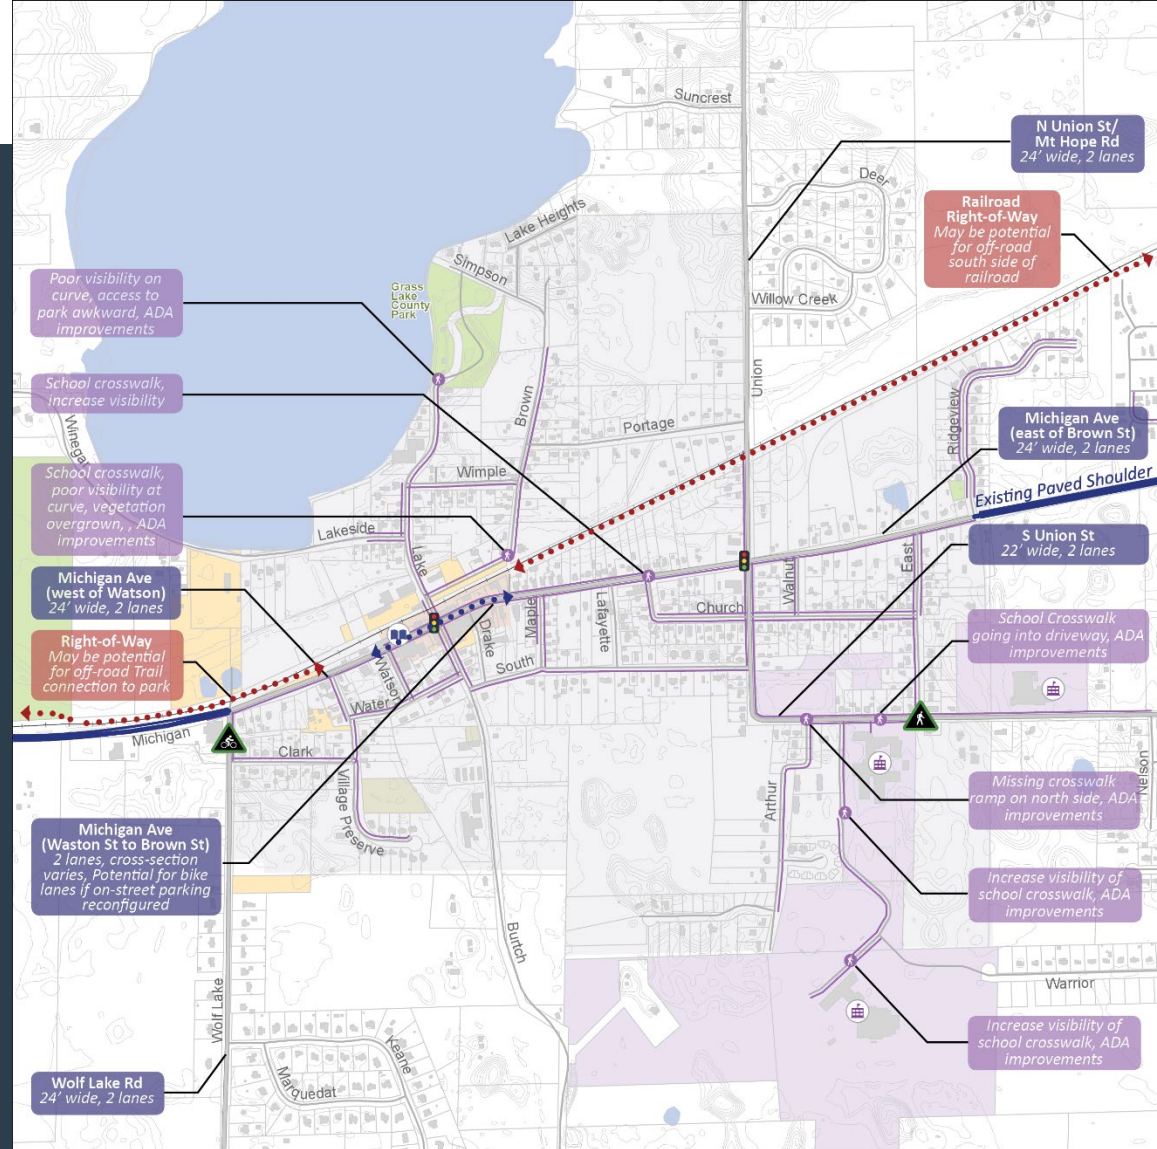 Suncrest
N Union St/
Mt Hope Rd
24' wide, 2 lanes
Deer
Railroad
Right-of-Way
May be potential
for off-road
south side of
railroad
Lake Heights
Simpson
Willow Creek
Grass
Lake
County
Park
Poor visibility on
curve, access to
park awkward, ADA
improvements
School crosswalk,
increase visibility
Union
Brown
Portage
Ridgeview
Winegar
Michigan Ave
(east of Brown St)
24' wide, 2 lanes
Wimple
School crosswalk,
poor visibility at
curve, vegetation
overgrown, , ADA
improvements
Existing Paved Shoulder
Lakeside
Lake
S Union St
22' wide, 2 lanes
East
Walnut
Michigan Ave
(west of Watson)
24' wide, 2 lanes
Church
Lafayette
Maple
Drake
School Crosswalk
going into driveway, ADA
improvements
Right-of-Way
May be potential
for off-road Trail
connection to park
South
Watson
Water
Michigan
Clark
Village Preserve
Arthur
Nelson
Missing crosswalk
ramp on north side, ADA
improvements
Michigan Ave
(Waston St to Brown St)
2 lanes, cross-section
varies, Potential for bike
lanes if on-street parking
reconfigured
Increase visibility of
school crosswalk, ADA
improvements
Burtch
Warrior
Wolf Lake
Increase visibility of
school crosswalk, ADA
improvements
Keane
Marquedat
Wolf Lake Rd
24' wide, 2 lanes